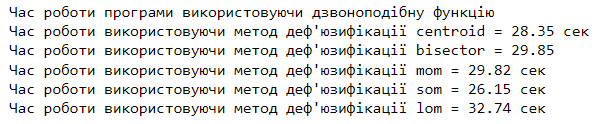 Час роботи програми використовуючи дзвоноподібну функцію
Час роботи використовуючи метод деф'юзифікації centroid = 28.35 сек
Час роботи використовуючи метод деф'юзифікації bisector = 29.85
Час роботи використовуючи метод деф'юзифікації mom = 29.82 сек
Час роботи використовуючи метод деф'юзифікації som = 26.15 сек
Час роботи використовуючи метод деф'юзифікації lom = 32.74 сек